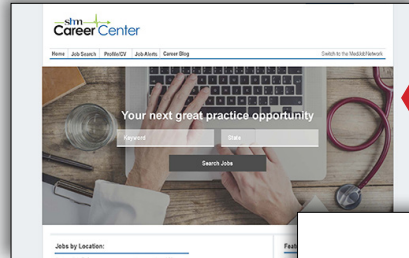 shm
Career Center
Home Job Search Profile/CV Job Alerts Career Blog Switch to the MedJobNetwork
Your next great practice opportunity
Keyword State
Search Jobs
Jobs by Location:
Feat